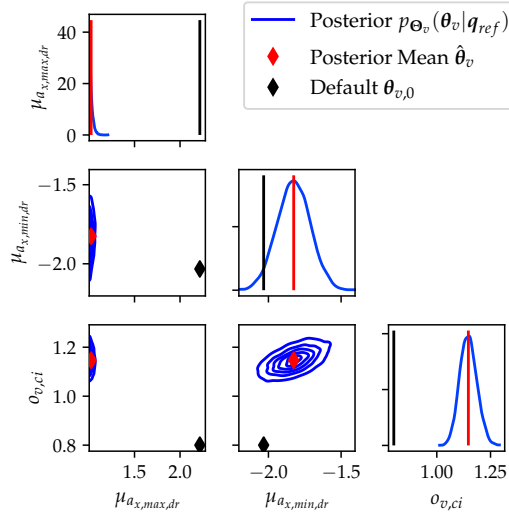 Posterior p_{Θ_v}(θ_v|q_{ref})
Posterior Mean θ̂_v
Default θ_{v,0}
μ_{a_{x,max,dr}}
40
20
0
μ_{a_{x,min,dr}}
−1.5
−2.0
o_{v,ci}
1.2
1.0
0.8
1.5 2.0
−2.0 −1.5
1.00 1.25
μ_{a_{x,max,dr}} μ_{a_{x,min,dr}} o_{v,ci}